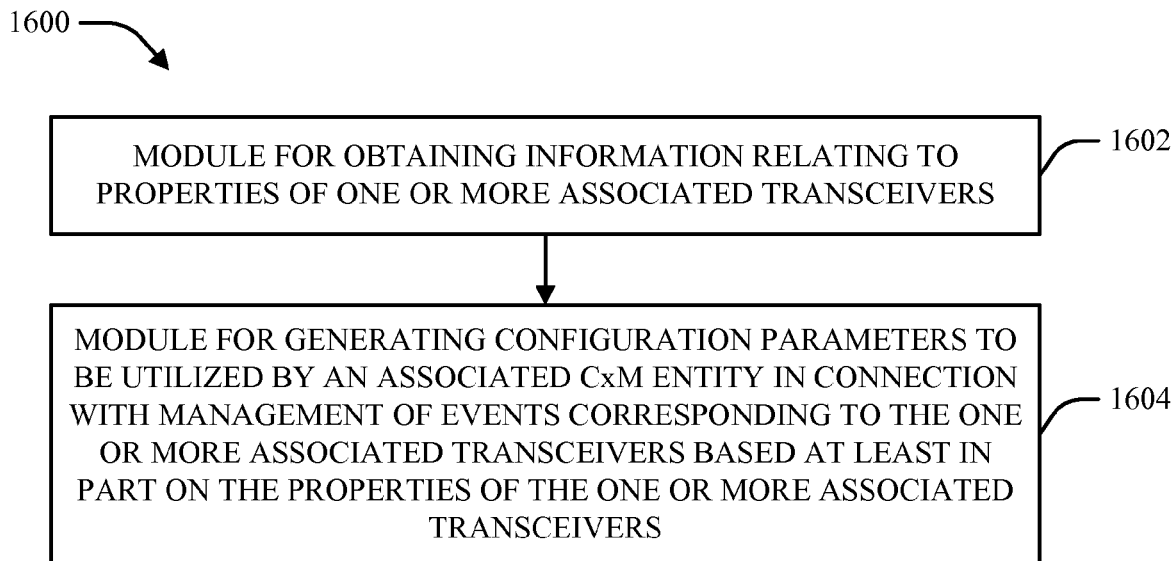 1600
MODULE FOR OBTAINING INFORMATION RELATING TO
PROPERTIES OF ONE OR MORE ASSOCIATED TRANSCEIVERS
1602
MODULE FOR GENERATING CONFIGURATION PARAMETERS TO
BE UTILIZED BY AN ASSOCIATED CxM ENTITY IN CONNECTION
WITH MANAGEMENT OF EVENTS CORRESPONDING TO THE ONE
OR MORE ASSOCIATED TRANSCEIVERS BASED AT LEAST IN
PART ON THE PROPERTIES OF THE ONE OR MORE ASSOCIATED
TRANSCEIVERS
1604